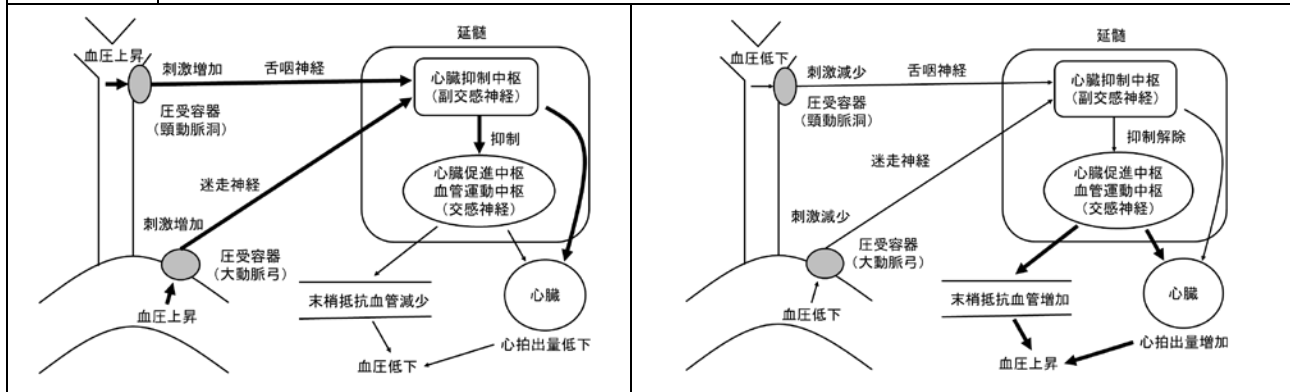 延髄
血圧上昇
刺激増加
舌咽神経
心臓抑制中枢
（副交感神経）
圧受容器
（頸動脈洞）
抑制
迷走神経
心臓促進中枢
血管運動中枢
（交感神経）
刺激増加
圧受容器
（大動脈弓）
末梢抵抗血管減少
心臓
血圧上昇
心拍出量低下
血圧低下
延髄
血圧低下
刺激減少
舌咽神経
心臓抑制中枢
（副交感神経）
圧受容器
（頸動脈洞）
抑制解除
迷走神経
心臓促進中枢
血管運動中枢
（交感神経）
刺激減少
圧受容器
（大動脈弓）
末梢抵抗血管増加
心臓
血圧低下
心拍出量増加
血圧上昇